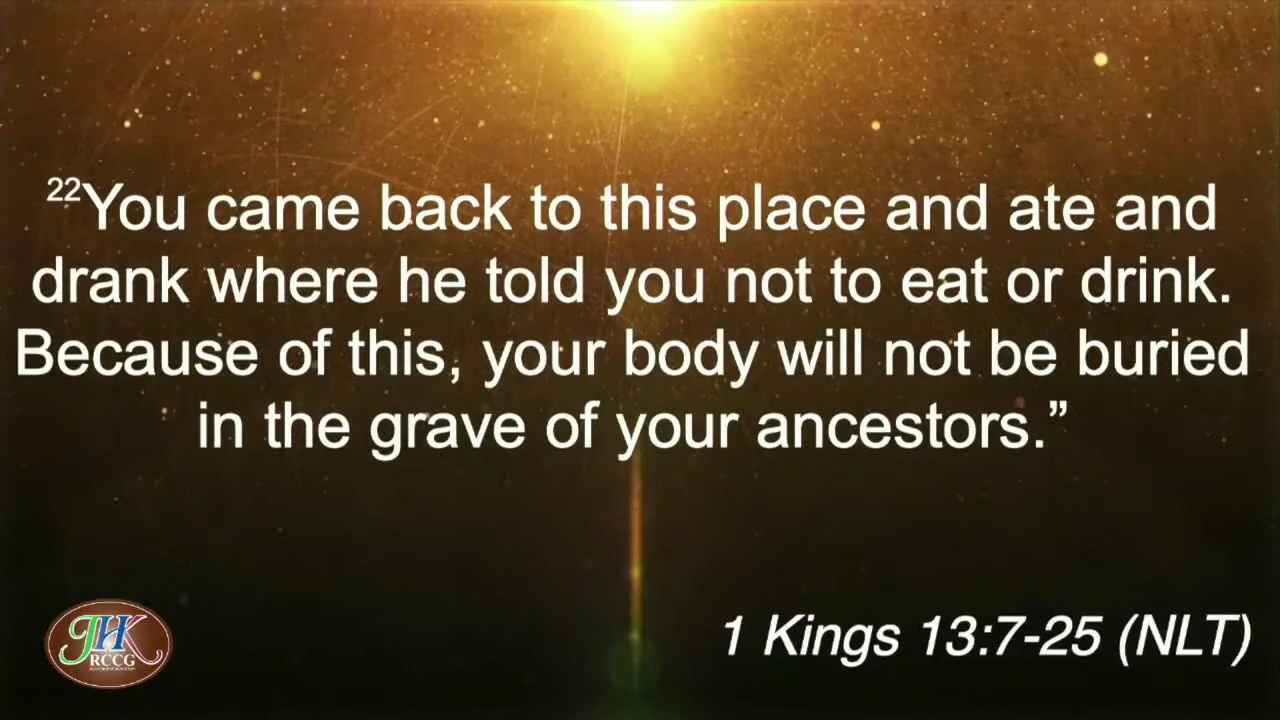 ²²You came back to this place and ate and
drank where he told you not to eat or drink.
Because of this, your body will not be buried
in the grave of your ancestors.”
1 Kings 13:7-25 (NLT)
JHK
RCCG